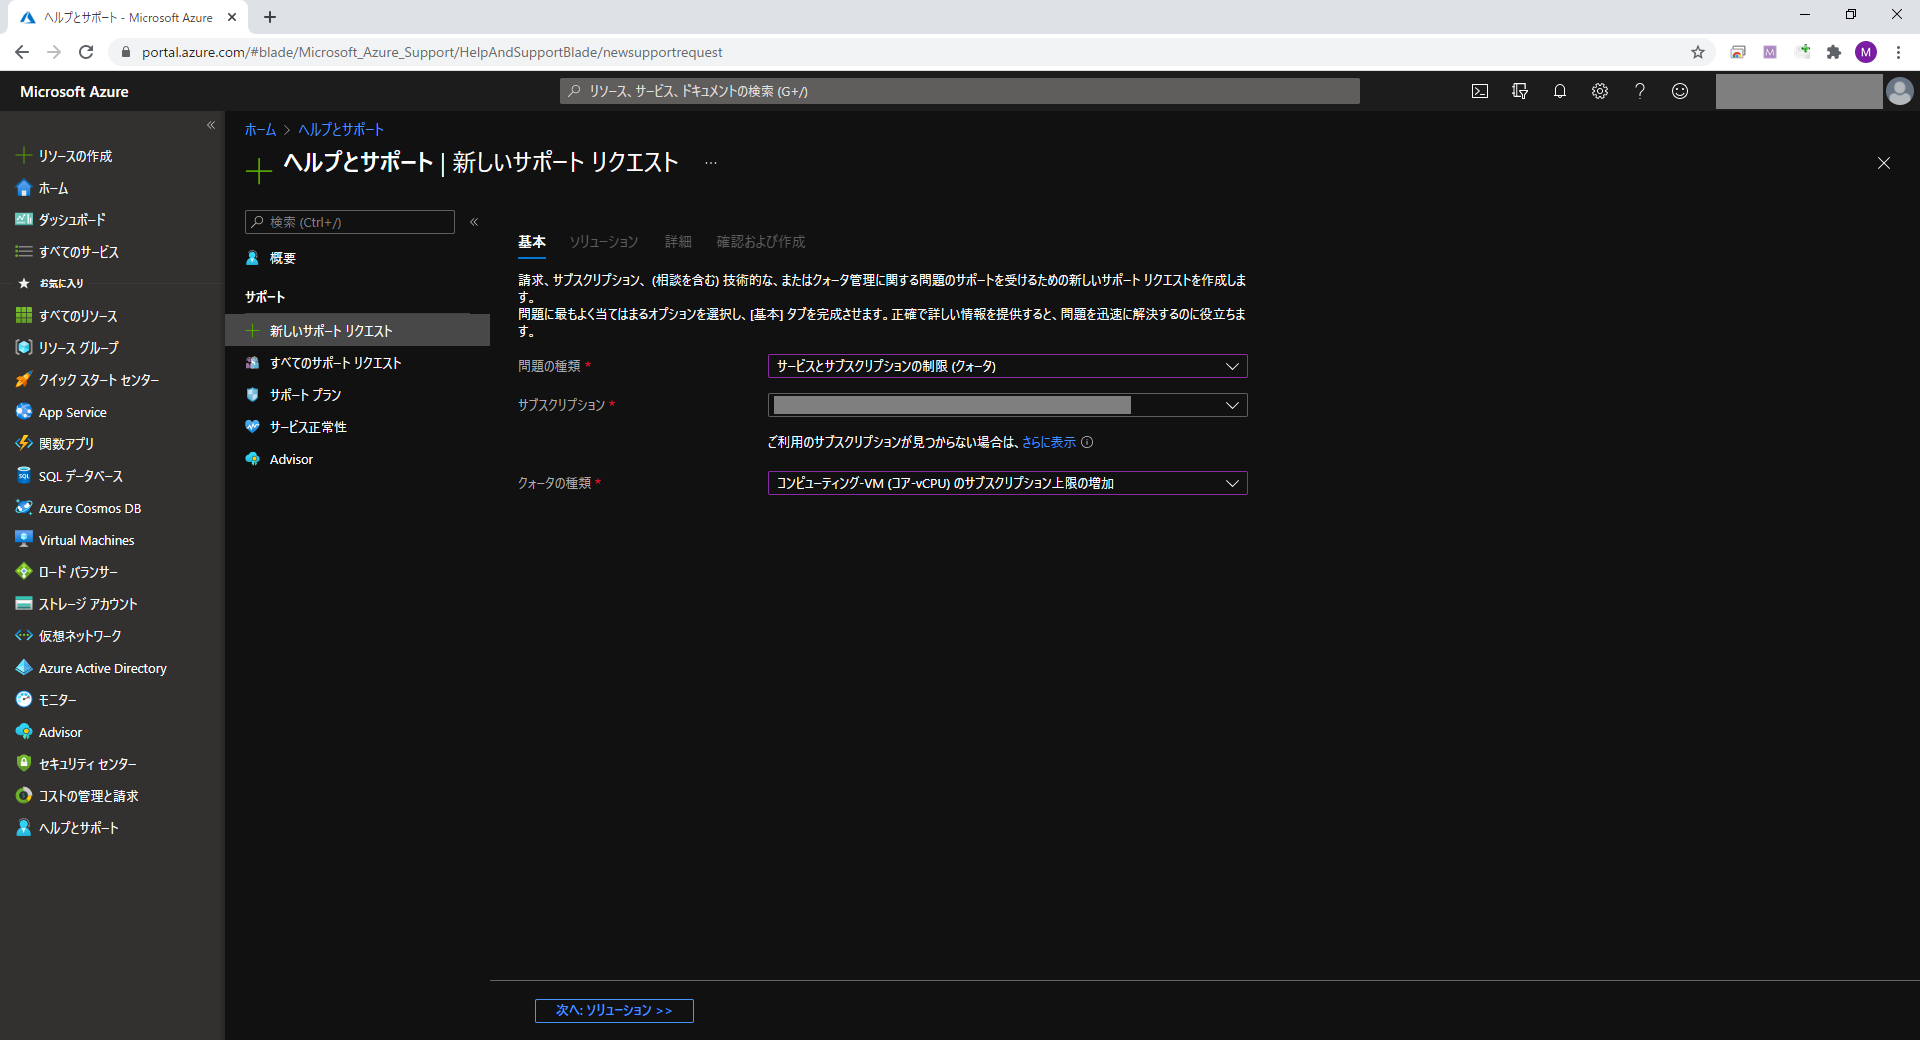 ヘルプとサポート - Microsoft Azure
portal.azure.com/#blade/Microsoft_Azure_Support/HelpAndSupportBlade/newsupportrequest
M
M
Microsoft Azure
リソース、サービス、ドキュメントの検索 (G+/)
リソースの作成
ホーム
ダッシュボード
すべてのサービス
お気に入り
すべてのリソース
リソース グループ
クイック スタート センター
App Service
関数アプリ
SQL データベース
Azure Cosmos DB
Virtual Machines
ロード バランサー
ストレージ アカウント
仮想ネットワーク
Azure Active Directory
モニター
Advisor
セキュリティ センター
コストの管理と請求
ヘルプとサポート
ホーム > ヘルプとサポート
ヘルプとサポート | 新しいサポート リクエスト ...
検索 (Ctrl+/)
概要
サポート
新しいサポート リクエスト
すべてのサポート リクエスト
サポート プラン
サービス正常性
Advisor
基本 ソリューション 詳細 確認および作成
請求、サブスクリプション、(相談を含む) 技術的な、またはクォータ管理に関する問題のサポートを受けるための新しいサポート リクエストを作成しま
す。
問題に最もよく当てはまるオプションを選択し、[基本] タブを完成させます。正確で詳しい情報を提供すると、問題を迅速に解決するのに役立ちま
す。
問題の種類 * サービスとサブスクリプションの制限 (クォータ)
サブスクリプション *
ご利用のサブスクリプションが見つからない場合は、さらに表示
クォータの種類 * コンピューティング-VM (コア-vCPU) のサブスクリプション上限の増加
次へ: ソリューション >>